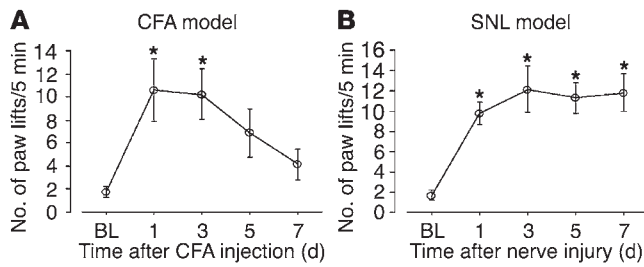 A
CFA model
No. of paw lifts/5 min
14
12
10
8
6
4
2
0
*
*
BL 1 3 5 7
Time after CFA injection (d)
B
SNL model
No. of paw lifts/5 min
16
14
12
10
8
6
4
2
0
*
*
*
*
BL 1 3 5 7
Time after nerve injury (d)